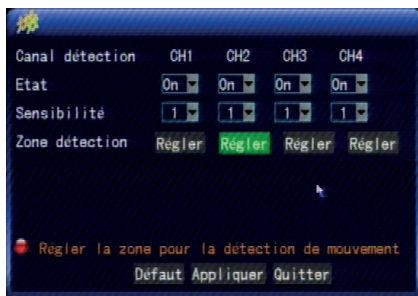 Canal détection CH1 CH2 CH3 CH4
Etat On On On On
Sensibilité 1 1 1 1
Zone détection Régler Régler Régler Régler
Régler la zone pour la détection de mouvement
Défaut Appliquer Quitter